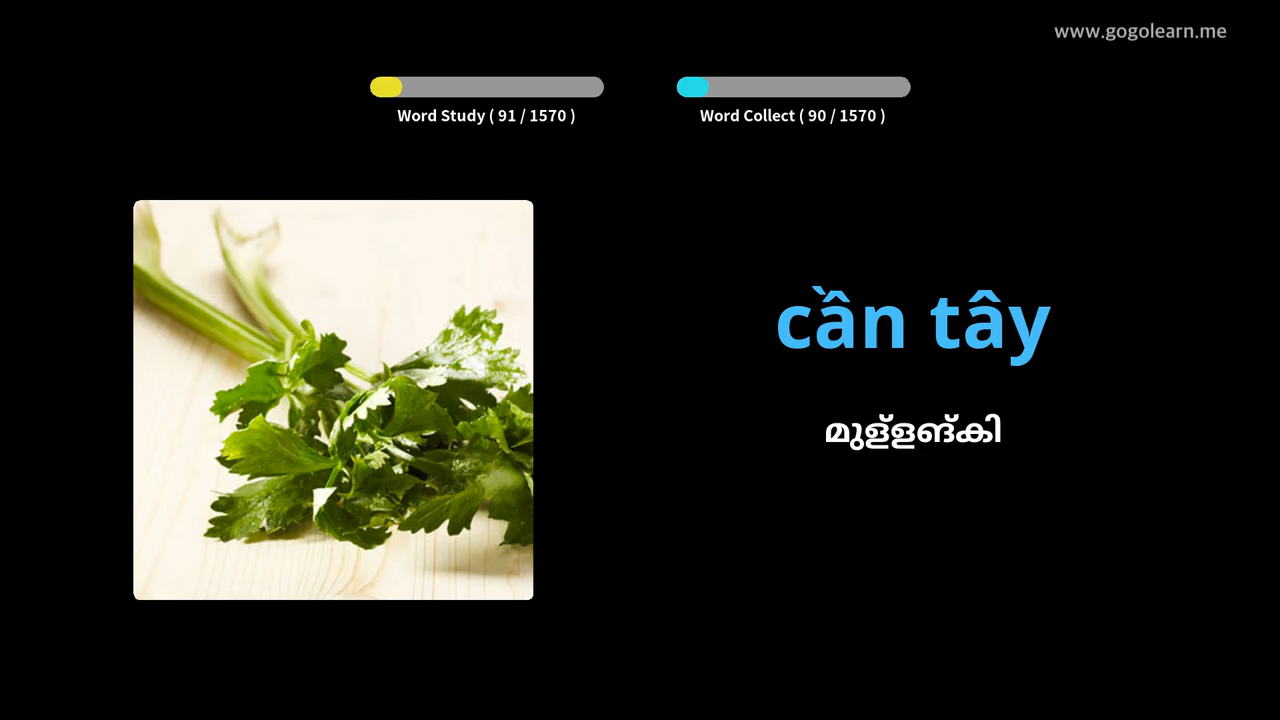 www.gogolearn.me
Word Study ( 91 / 1570 )
Word Collect ( 90 / 1570 )
cần tây
മുള്ളങ്കി